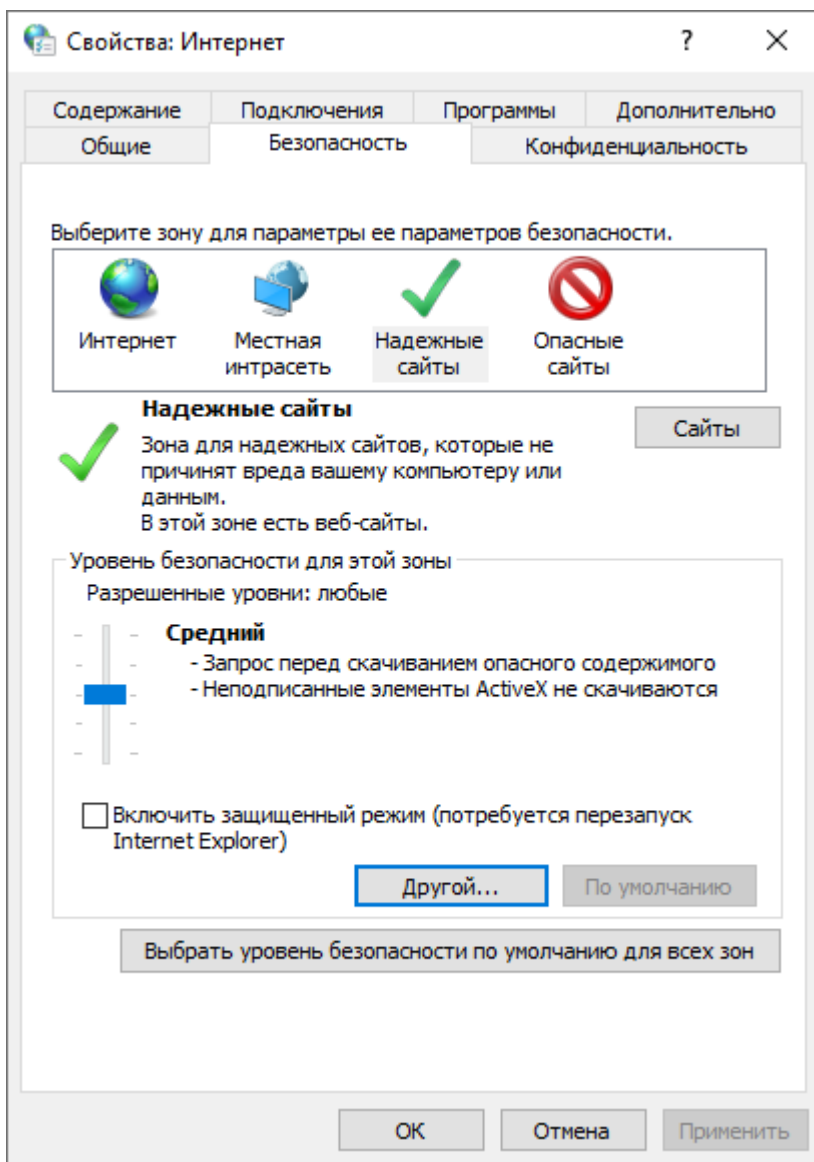 Свойства: Интернет
?
Содержание
Подключения
Программы
Дополнительно
Общие
Безопасность
Конфиденциальность
Выберите зону для параметры ее параметров безопасности.
Интернет
Местная
интрасеть
Надежные
сайты
Опасные
сайты
Надежные сайты
Сайты
Зона для надежных сайтов, которые не
причинят вреда вашему компьютеру или
данным.
В этой зоне есть веб-сайты.
Уровень безопасности для этой зоны
Разрешенные уровни: любые
Средний
- Запрос перед скачиванием опасного содержимого
- Неподписанные элементы ActiveX не скачиваются
Включить защищенный режим (потребуется перезапуск
Internet Explorer)
Другой...
По умолчанию
Выбрать уровень безопасности по умолчанию для всех зон
ОК
Отмена
Применить